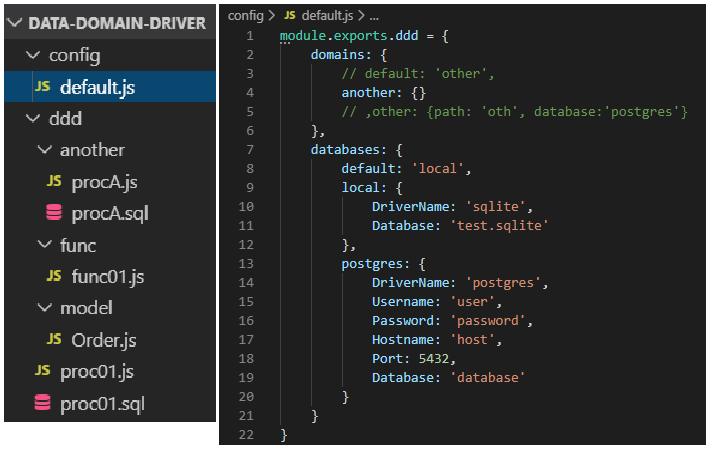 DATA-DOMAIN-DRIVER
config
JS default.js
ddd
another
JS procA.js
procA.sql
func
JS func01.js
model
JS Order.js
JS proc01.js
proc01.sql
config > JS default.js > ...
1 module.exports.ddd = {
2 domains: {
3 // default: 'other',
4 another: {}
5 // ,other: {path: 'oth', database:'postgres'}
6 },
7 databases: {
8 default: 'local',
9 local: {
10 DriverName: 'sqlite',
11 Database: 'test.sqlite'
12 },
13 postgres: {
14 DriverName: 'postgres',
15 Username: 'user',
16 Password: 'password',
17 Hostname: 'host',
18 Port: 5432,
19 Database: 'database'
20 }
21 }
22 }